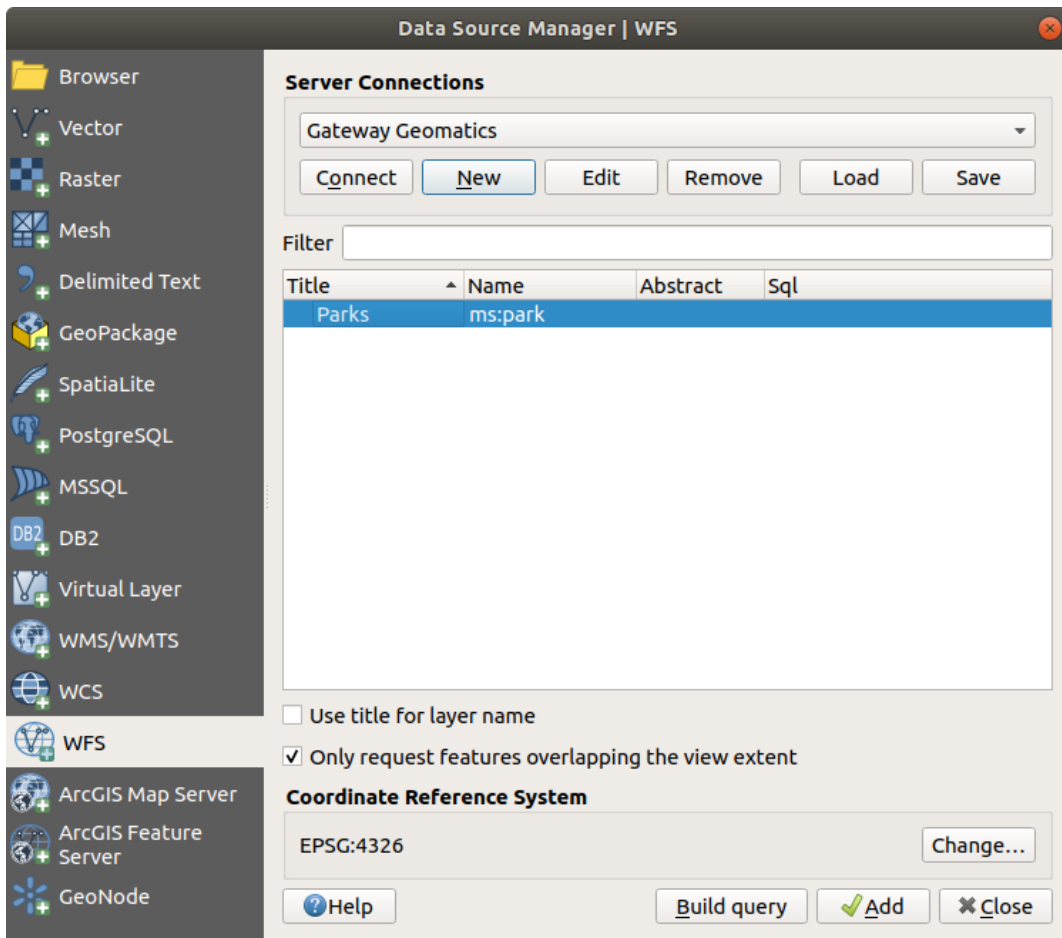 Data Source Manager | WFS
Browser
Vector
Raster
Mesh
Delimited Text
GeoPackage
SpatiaLite
PostgreSQL
MSSQL
DB2
DB2
Virtual Layer
WMS/WMTS
WCS
WFS
ArcGIS Map Server
ArcGIS Feature
Server
GeoNode
Server Connections
Gateway Geomatics
Connect New Edit Remove Load Save
Filter
Title Name Abstract Sql
Parks ms:park
Use title for layer name
Only request features overlapping the view extent
Coordinate Reference System
EPSG:4326 Change...
?Help Build query Add Close